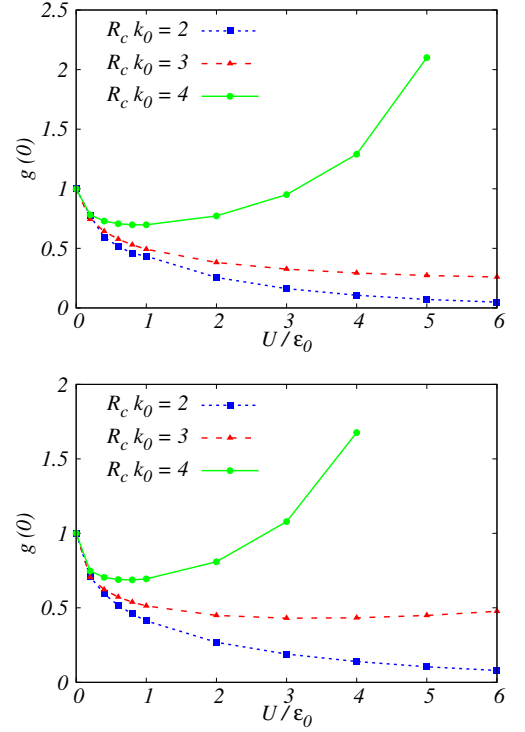 2.5
2
1.5
1
0.5
0
g (0)
R_c k_0 = 2
R_c k_0 = 3
R_c k_0 = 4
0 1 2 3 4 5 6
U / ε_0
2
1.5
1
0.5
0
g (0)
R_c k_0 = 2
R_c k_0 = 3
R_c k_0 = 4
0 1 2 3 4 5 6
U / ε_0